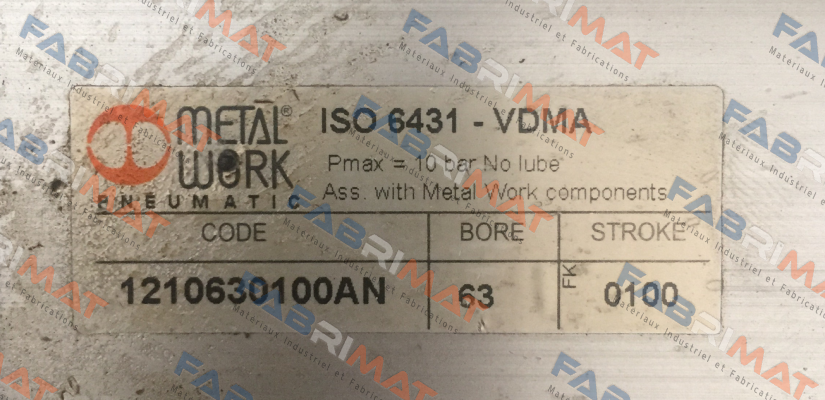 METAL® ISO 6431 - VDMA
WORK Pmax = 10 bar No lube
PNEUMATIC Ass. with Metal Work components
CODE BORE STROKE
1210630100AN 63 FK 0100
FABRIMAT
Matériaux Industriel et Fabrications